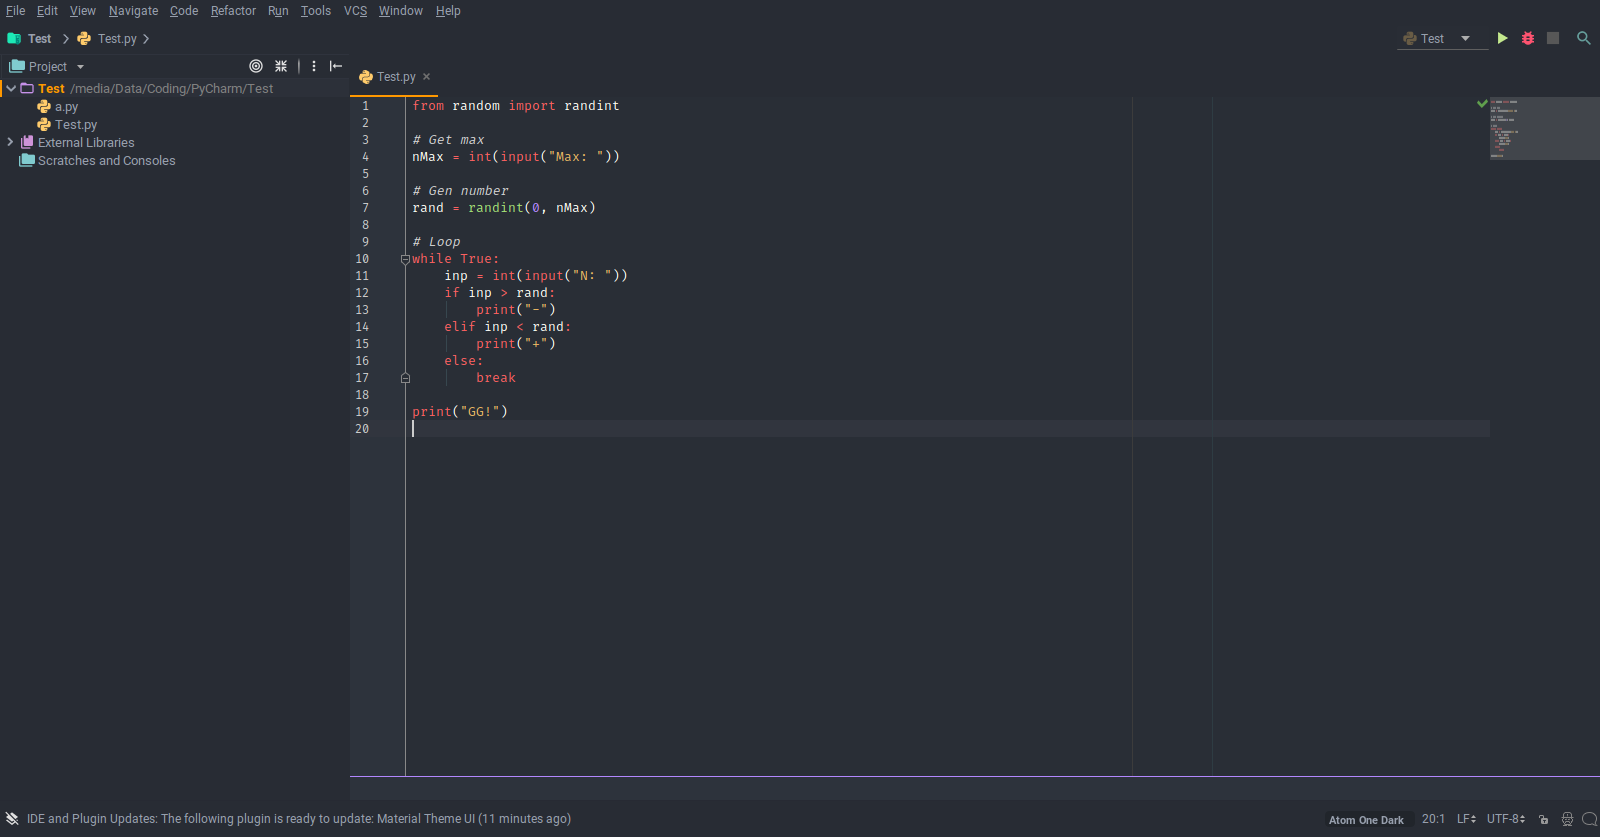 File Edit View Navigate Code Refactor Run Tools VCS Window Help
Test Test.py
Test
Project
Test /media/Data/Coding/PyCharm/Test
a.py
Test.py
External Libraries
Scratches and Consoles
Test.py
1 from random import randint
2
3 # Get max
4 nMax = int(input("Max: "))
5
6 # Gen number
7 rand = randint(0, nMax)
8
9 # Loop
10 while True:
11     inp = int(input("N: "))
12     if inp > rand:
13         print("-")
14     elif inp < rand:
15         print("+")
16     else:
17         break
18
19 print("GG!")
20
IDE and Plugin Updates: The following plugin is ready to update: Material Theme UI (11 minutes ago)
Atom One Dark 20:1 LF UTF-8